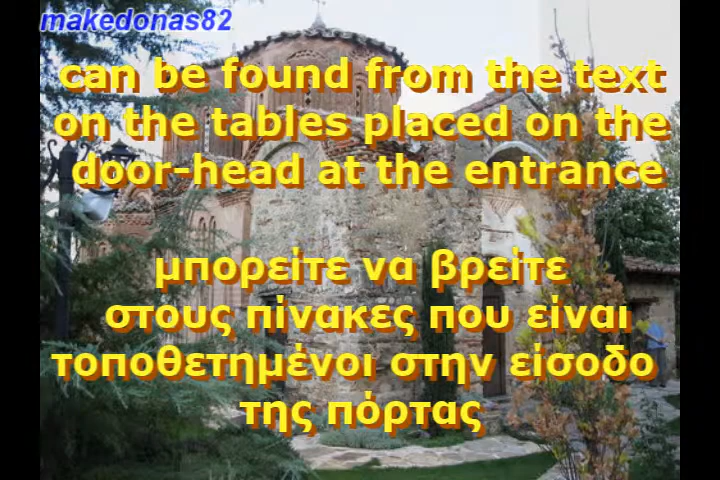 makedonas82
can be found from the text
on the tables placed on the
door-head at the entrance
μπορείτε να βρείτε
στους πίνακες που είναι
τοποθετημένοι στην είσοδο
της πόρτας